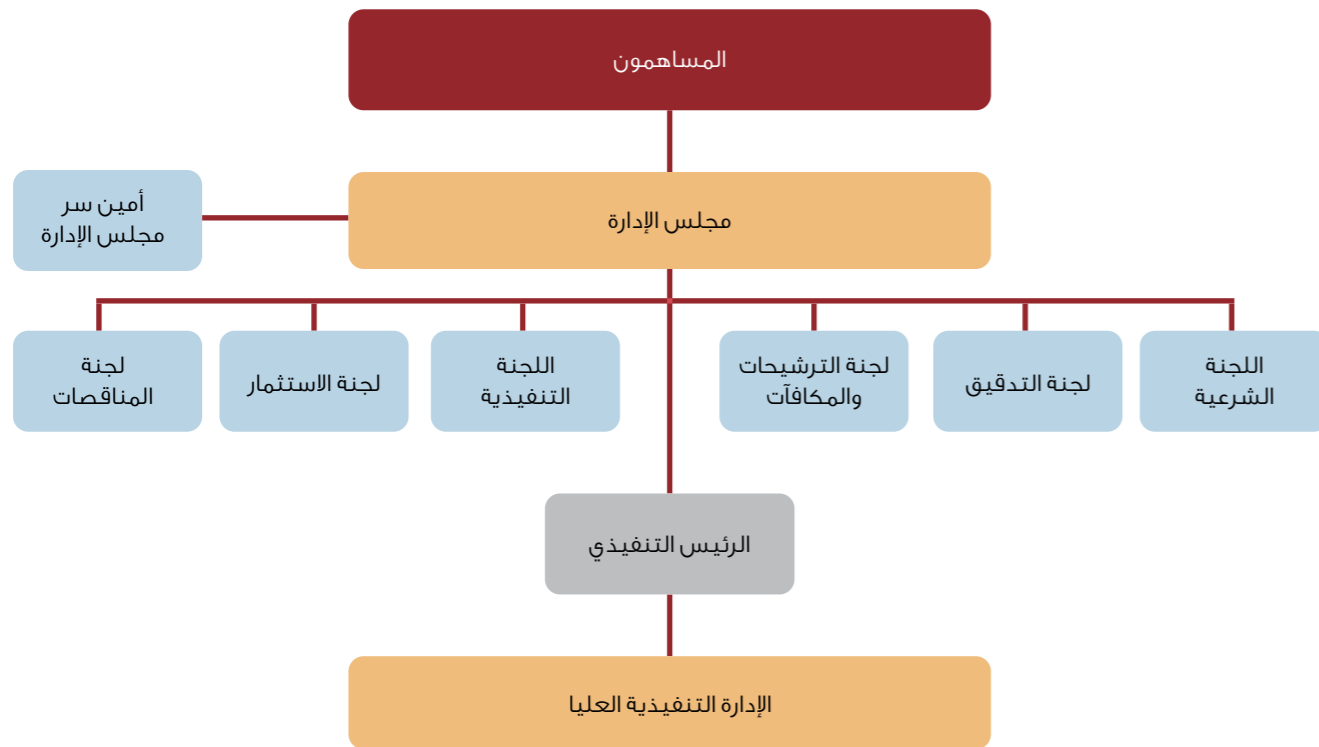 المساهمون
مجلس الإدارة
أمين سر
مجلس الإدارة
اللجنة
الشرعية
لجنة التدقيق
لجنة الترشيحات
والمكافآت
اللجنة
التنفيذية
لجنة الاستثمار
لجنة
المناقصات
الرئيس التنفيذي
الإدارة التنفيذية العليا